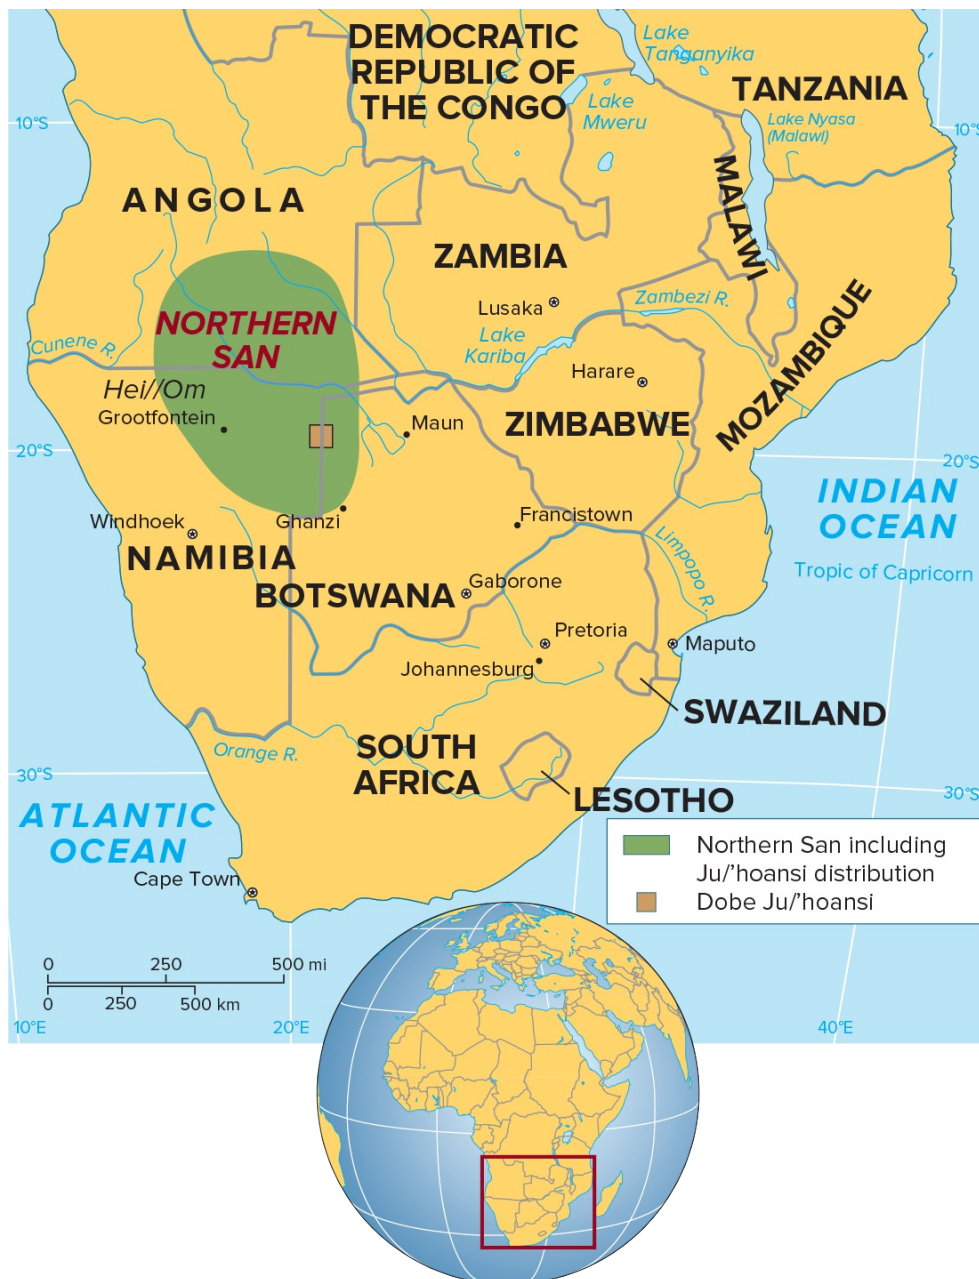 DEMOCRATIC
REPUBLIC OF
THE CONGO
Lake
Tanganyika
TANZANIA
Lake
Mweru
Lake Nyasa
(Malawi)
10°S
10°S
ANGOLA
MALAWI
ZAMBIA
Lusaka
Zambezi R.
NORTHERN
SAN
Cunene R.
Lake
Kariba
MOZAMBIQUE
Harare
Hei//Om
Grootfontein
Maun
ZIMBABWE
20°S
20°S
INDIAN
OCEAN
Windhoek
Ghanzi
Francistown
NAMIBIA
Limpopo R.
Tropic of Capricorn
BOTSWANA
Gaborone
Pretoria
Maputo
Johannesburg
SWAZILAND
Orange R.
SOUTH
AFRICA
30°S
30°S
LESOTHO
ATLANTIC
OCEAN
Cape Town
Northern San including
Ju/’hoansi distribution
Dobe Ju/’hoansi
0 250 500 mi
0 250 500 km
10°E
20°E
40°E